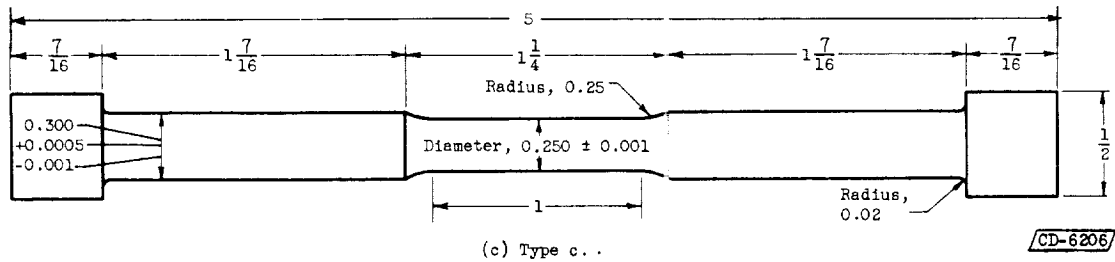 5
7/16
1 7/16
1 1/4
1 7/16
7/16
Radius, 0.25
0.300
+0.0005
-0.001
Diameter, 0.250 ± 0.001
1/2
1
Radius,
0.02
(c) Type c..
CD-6206